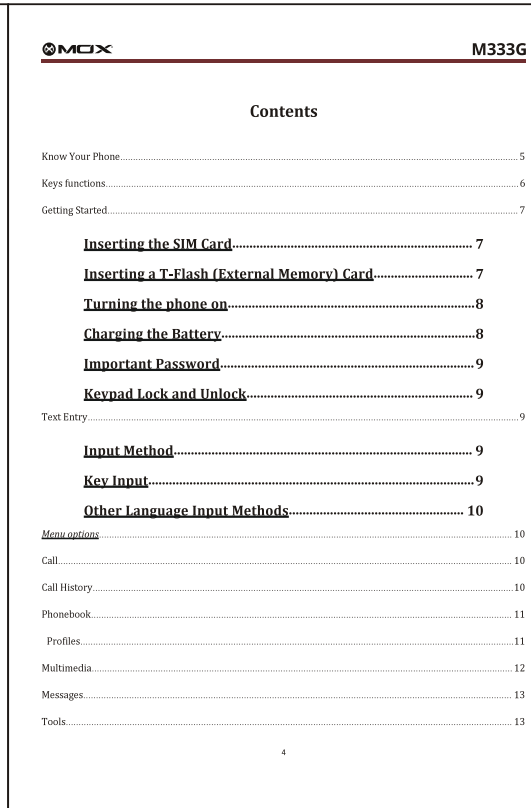 MOX M333G
Contents
Know Your Phone 5
Keys functions 6
Getting Started 7
Inserting the SIM Card 7
Inserting a T-Flash (External Memory) Card 7
Turning the phone on 8
Charging the Battery 8
Important Password 9
Keypad Lock and Unlock 9
Text Entry 9
Input Method 9
Key Input 9
Other Language Input Methods 10
Menu options 10
Call 10
Call History 10
Phonebook 11
Profiles 11
Multimedia 12
Messages 13
Tools 13
4